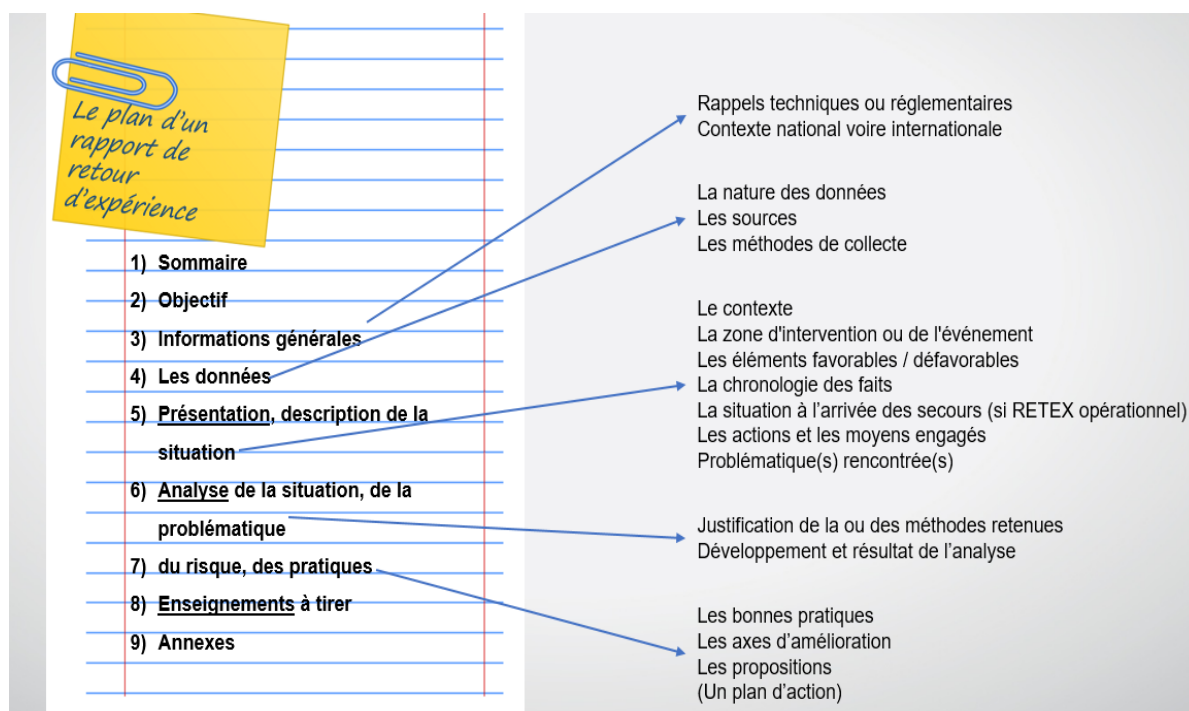 Le plan d'un
rapport de
retour
d'expérience
1) Sommaire
2) Objectif
3) Informations générales
4) Les données
5) Présentation, description de la
situation
6) Analyse de la situation, de la
problématique
7) du risque, des pratiques
8) Enseignements à tirer
9) Annexes
Rappels techniques ou réglementaires
Contexte national voire internationale
La nature des données
Les sources
Les méthodes de collecte
Le contexte
La zone d'intervention ou de l'événement
Les éléments favorables / défavorables
La chronologie des faits
La situation à l'arrivée des secours (si RETEX opérationnel)
Les actions et les moyens engagés
Problématique(s) rencontrée(s)
Justification de la ou des méthodes retenues
Développement et résultat de l'analyse
Les bonnes pratiques
Les axes d'amélioration
Les propositions
(Un plan d'action)